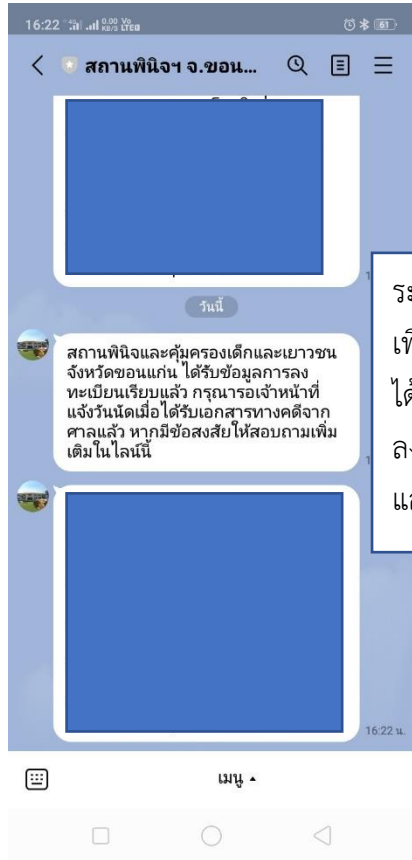 16:22
0.00 KB/S
61
สถานพินิจฯ จ.ขอน...
วันนี้
สถานพินิจและคุ้มครองเด็กและเยาวชน
จังหวัดขอนแก่น ได้รับข้อมูลการลง
ทะเบียนเรียบแล้ว กรุณารอเจ้าหน้าที่
แจ้งวันนัดเมื่อได้รับเอกสารทางคดีจาก
ศาลแล้ว หากมีข้อสงสัยให้สอบถามเพิ่ม
เติมในไลน์นี้
16:22 น.
เมนู